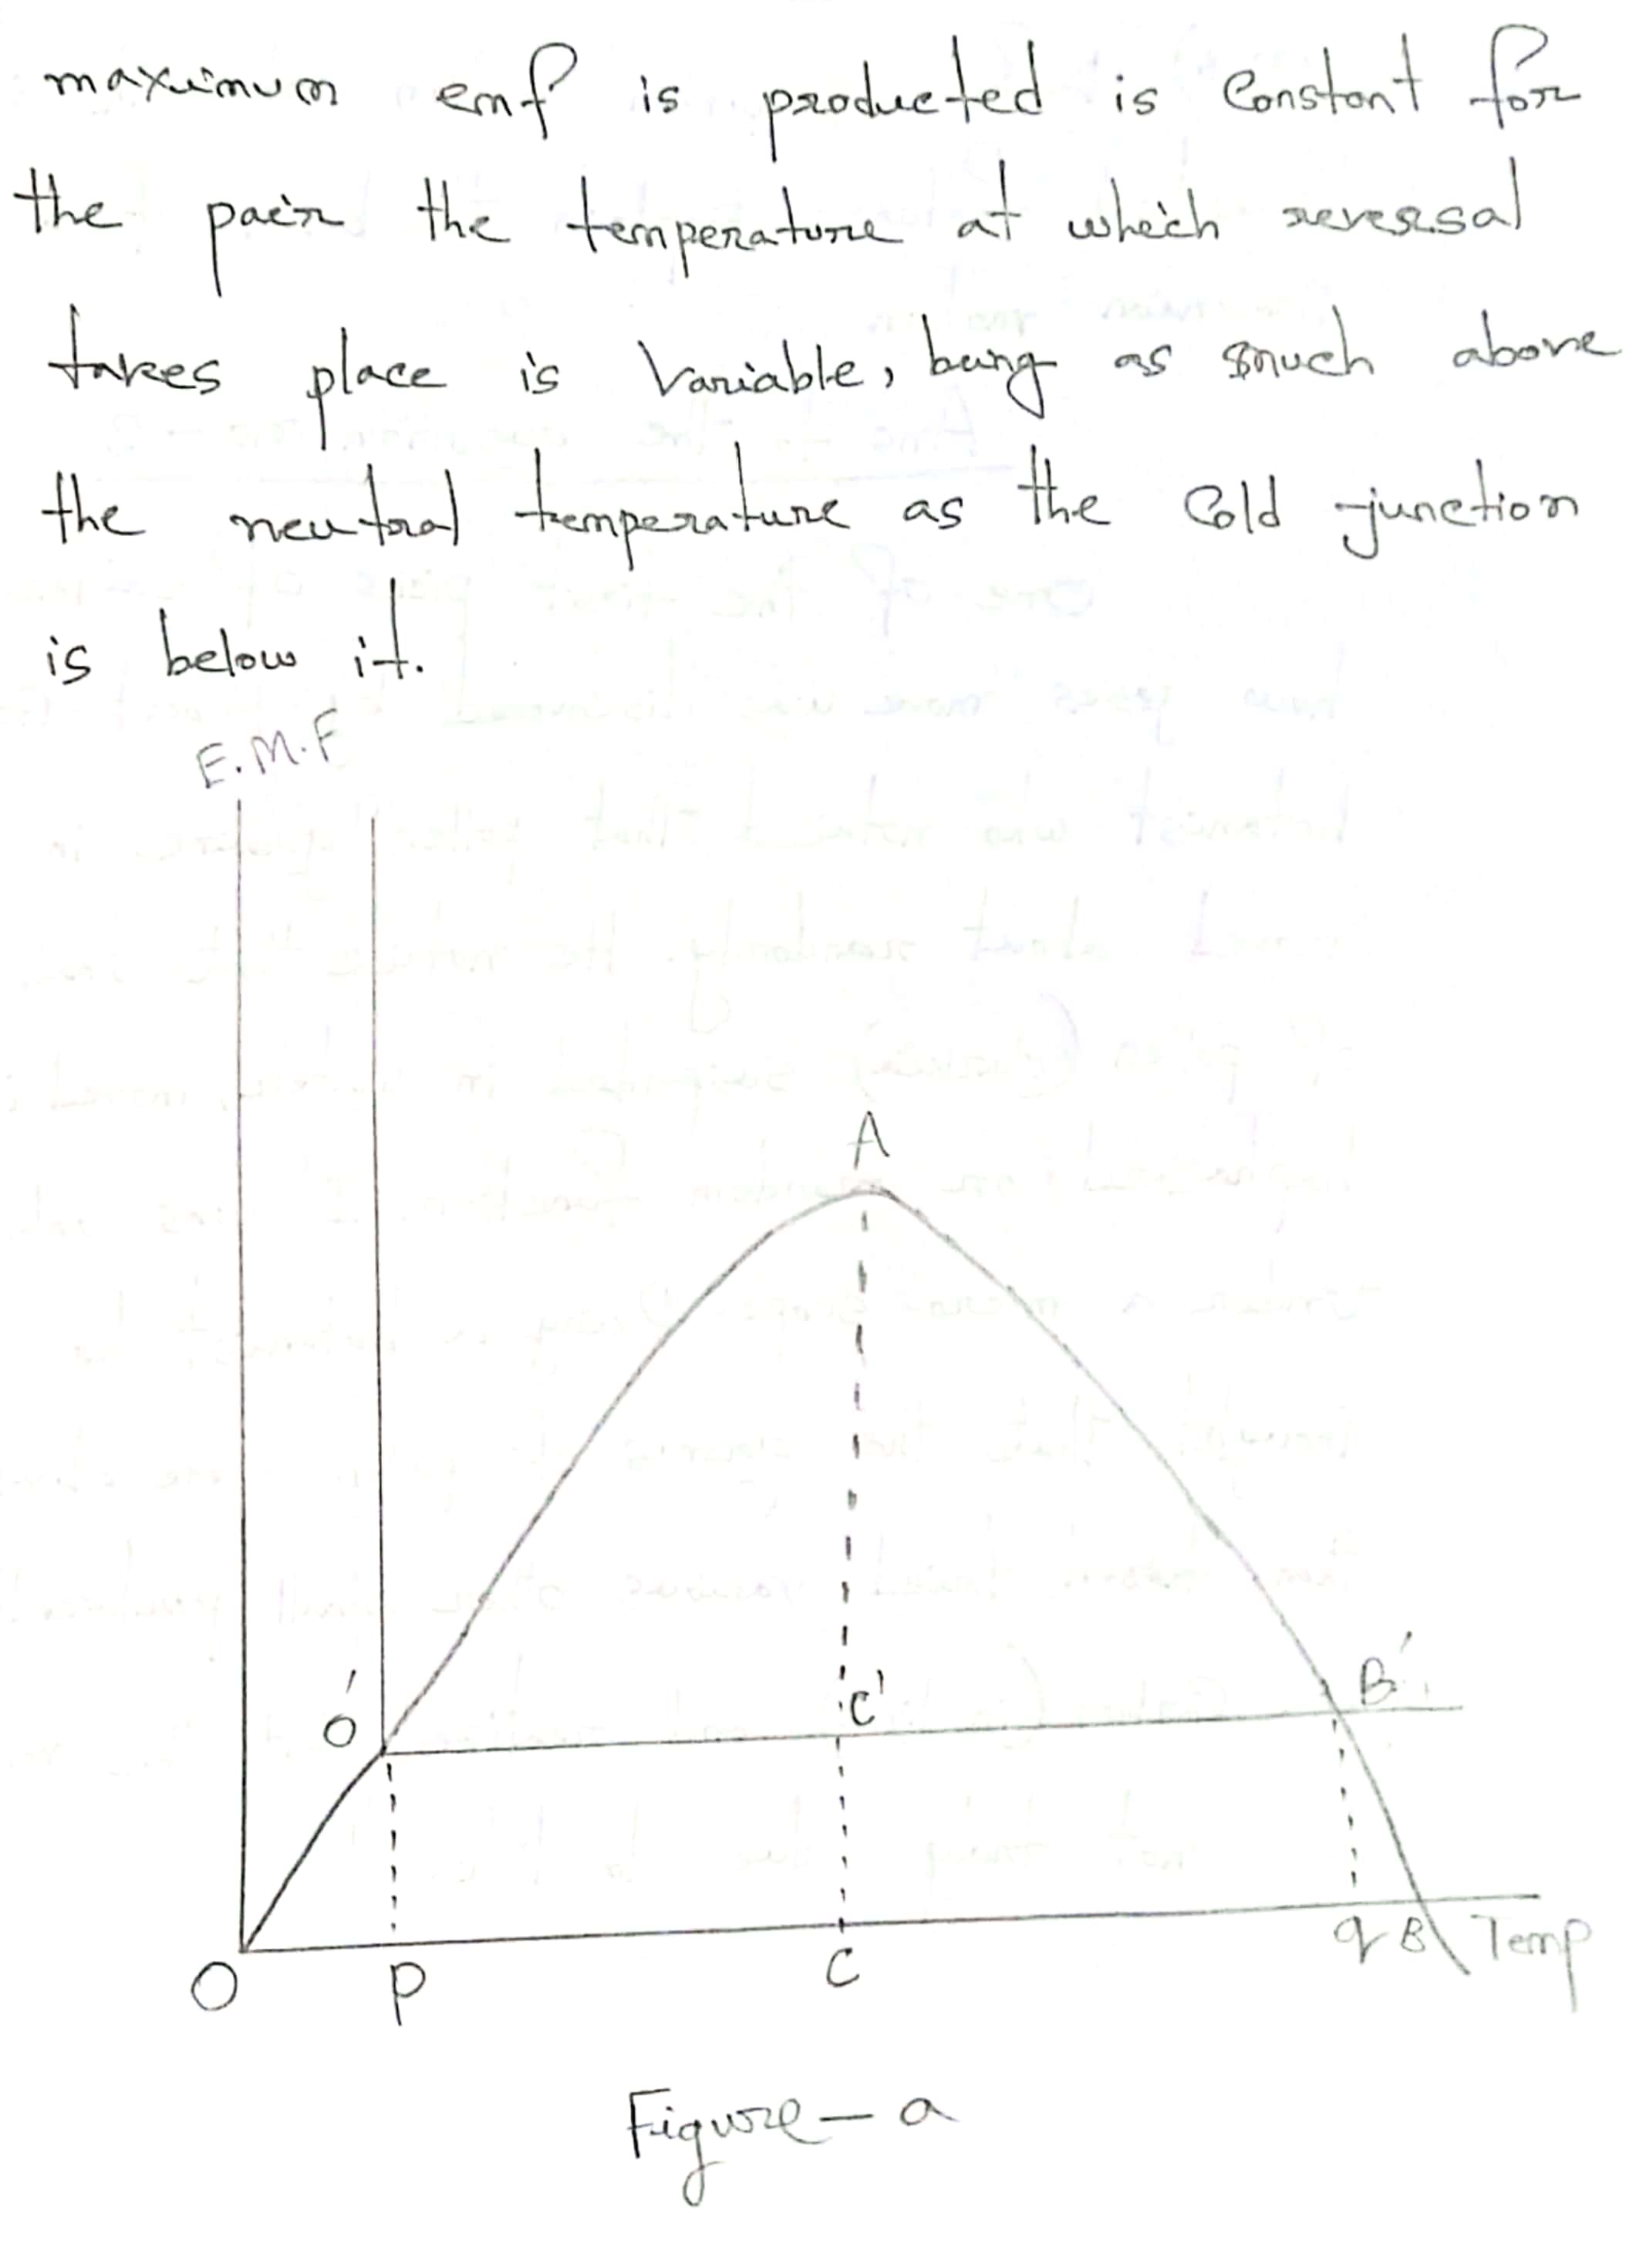 maximum emf is producted is Constant for
the pair the temperature at which reversal
takes place is Variable, being as much above
the neutral temperature as the Cold junction
is below it.
E.M.F
A
O'
C'
B'
O
P
C
q
B
Temp
Figure - a